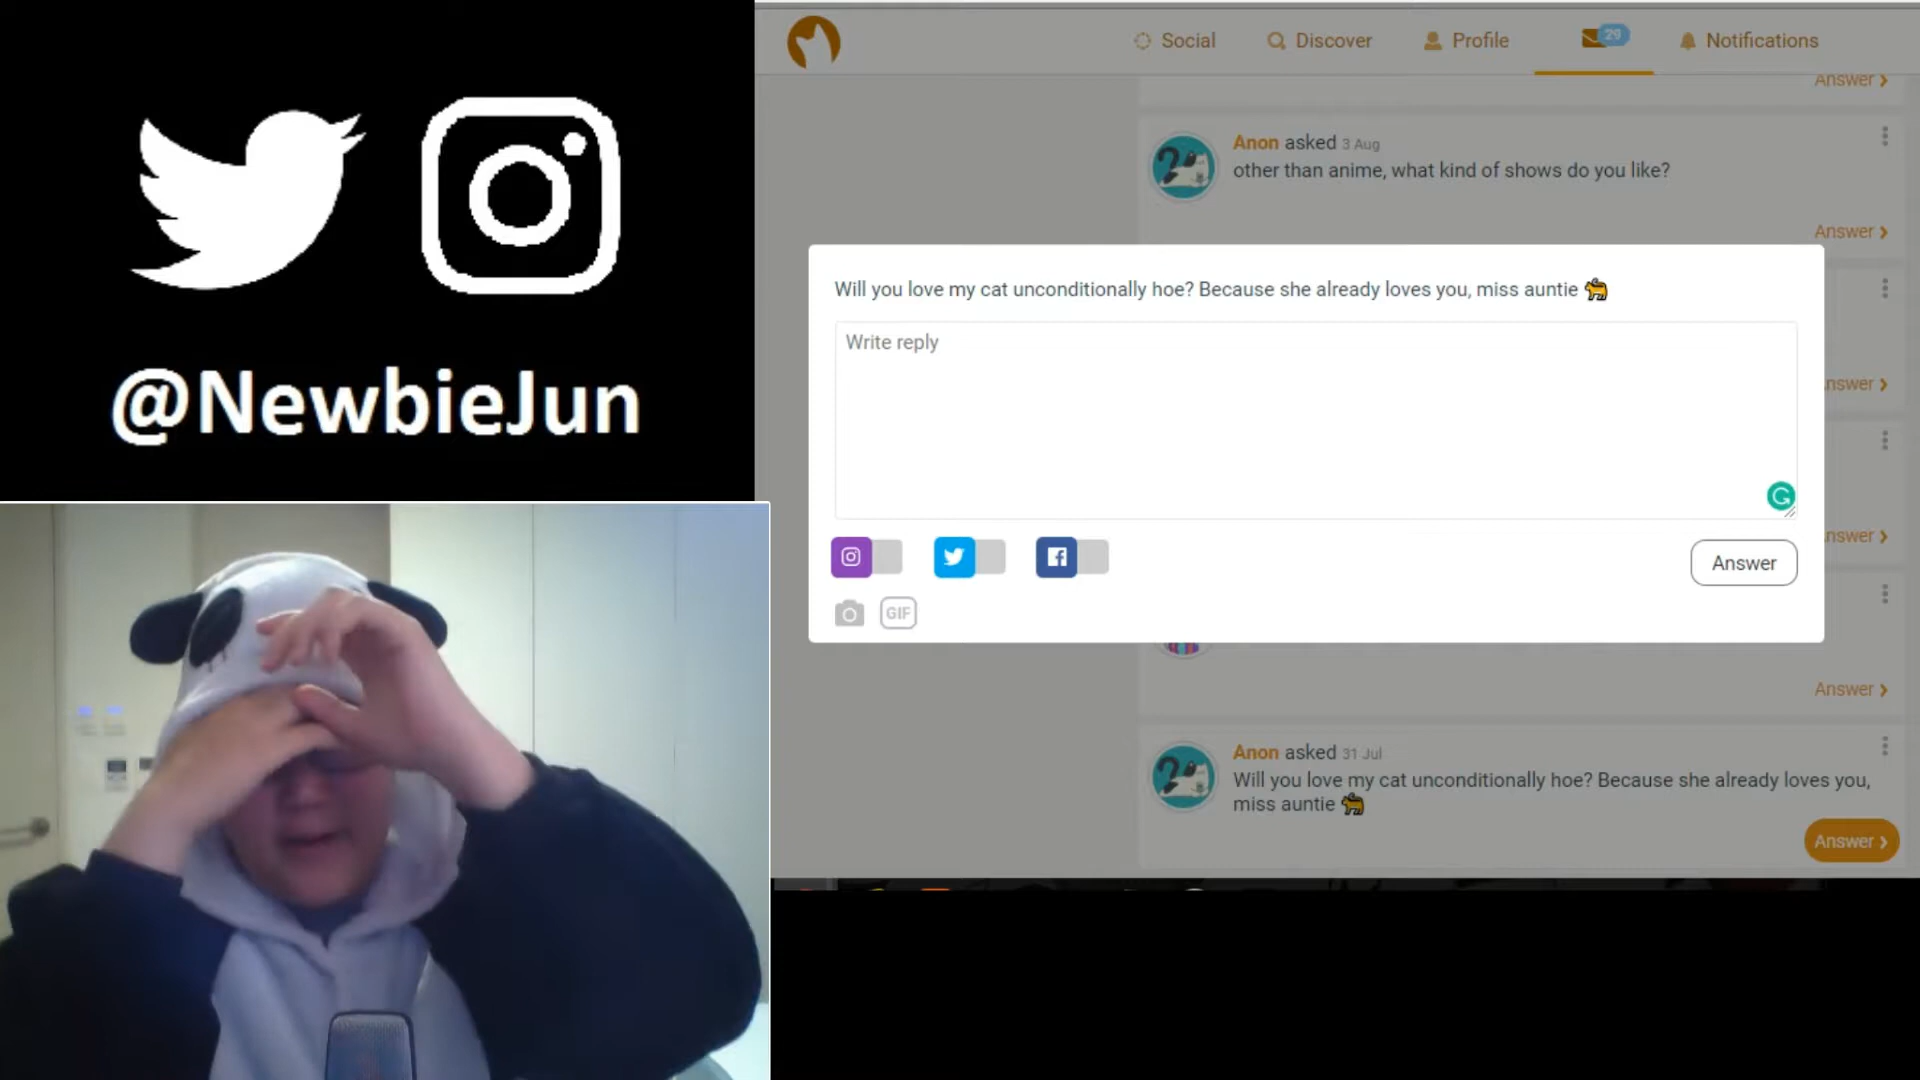 @NewbieJun
Social
Discover
Profile
29
Notifications
Answer
Anon asked 3 Aug
other than anime, what kind of shows do you like?
Answer
Will you love my cat unconditionally hoe? Because she already loves you, miss auntie 🐈
Write reply
nswer
nswer
Answer
GIF
Answer
Anon asked 31 Jul
Will you love my cat unconditionally hoe? Because she already loves you,
miss auntie 🐈
Answer